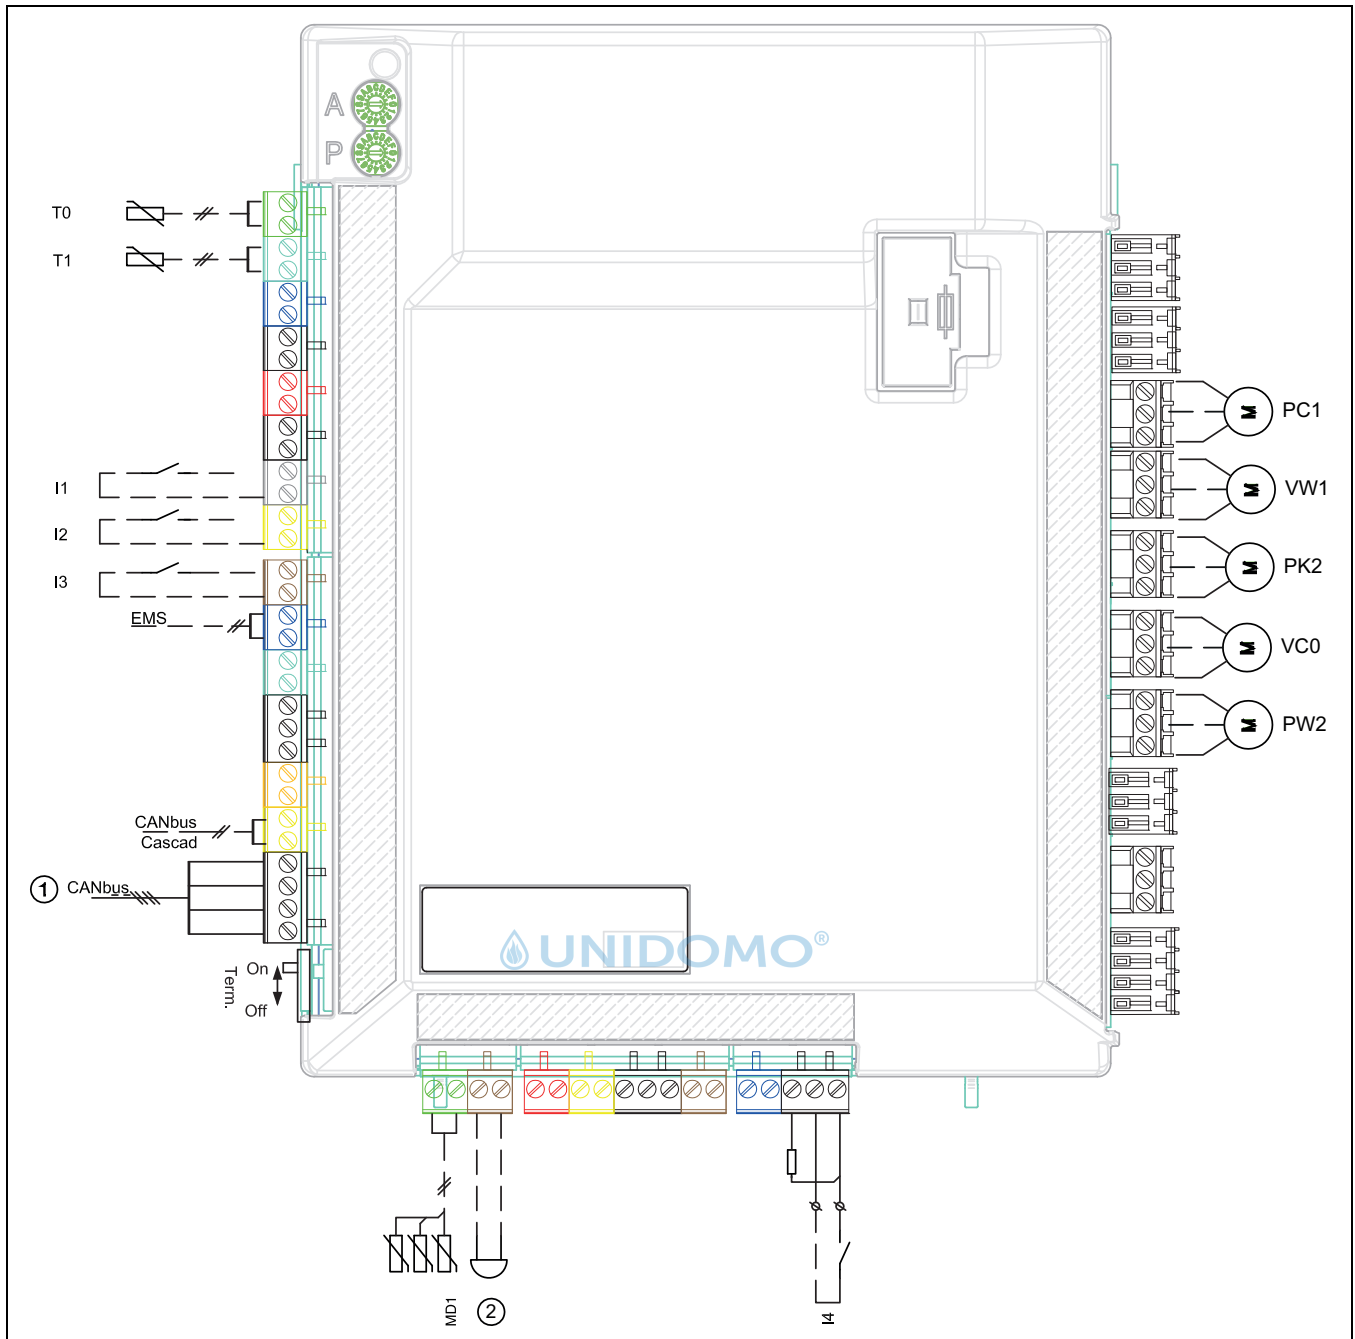 A
P
T0
T1
I1
I2
I3
EMS
CANbus
Cascad
1 CANbus
On
Term.
Off
PC1
M
VW1
M
PK2
M
VC0
M
PW2
M
UNIDOMO®
MD1
2
I4